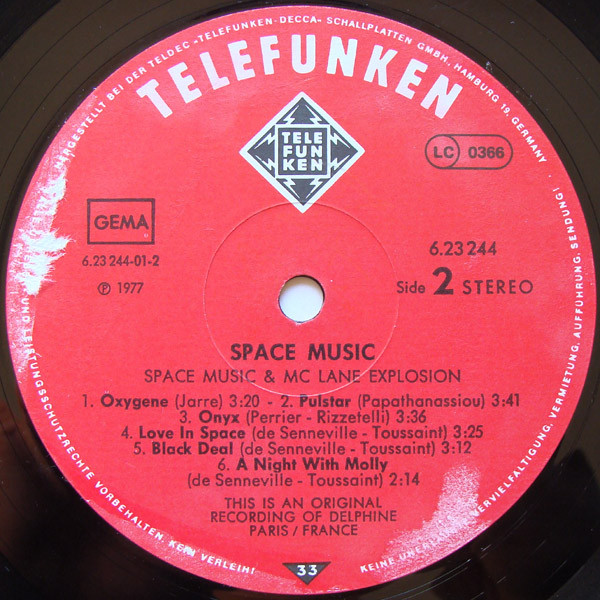 HERGESTELLT BEI DER TELDEC »TELEFUNKEN-DECCA« SCHALLPLATTEN GMBH, HAMBURG 19, GERMANY ·
TELEFUNKEN
TELE
FUN
KEN
LC 0366
GEMA
6.23 244-01-2
℗ 1977
6.23 244
Side 2 STEREO
SPACE MUSIC
SPACE MUSIC & MC LANE EXPLOSION
1. Oxygene (Jarre) 3:20 - 2. Pulstar (Papathanassiou) 3:41
3. Onyx (Perrier - Rizzetelli) 3:36
4. Love In Space (de Senneville - Toussaint) 3:25
5. Black Deal (de Senneville - Toussaint) 3:12
6. A Night With Molly
(de Senneville - Toussaint) 2:14
THIS IS AN ORIGINAL
RECORDING OF DELPHINE
PARIS / FRANCE
33
UND LEISTUNGSSCHUTZRECHTE VORBEHALTEN. KEIN VERLEIH!
KEINE VERVIELFALTIGUNG, VERMIETUNG, AUFFÜHRUNG, SENDUNG!